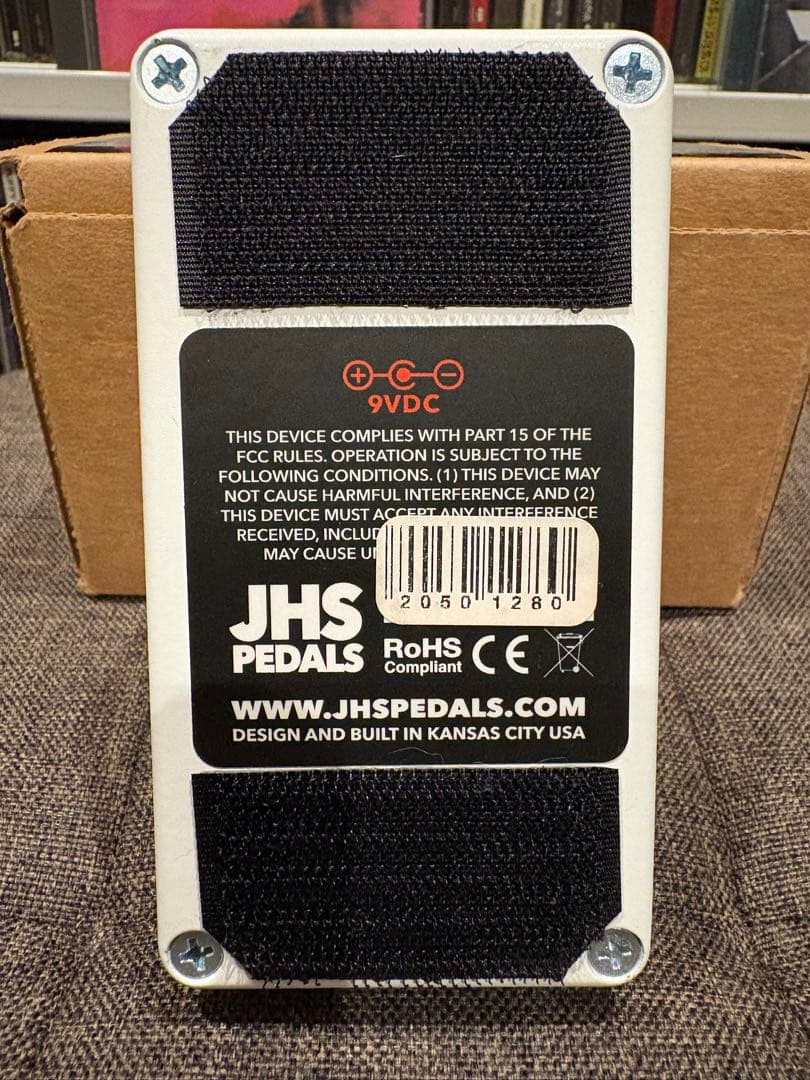 9VDC
THIS DEVICE COMPLIES WITH PART 15 OF THE
FCC RULES. OPERATION IS SUBJECT TO THE
FOLLOWING CONDITIONS. (1) THIS DEVICE MAY
NOT CAUSE HARMFUL INTERFERENCE, AND (2)
THIS DEVICE MUST ACCEPT ANY INTERFERENCE
RECEIVED,
MAY CAUSE
2050 1280
JHS
PEDALS
RoHS
Compliant
CE
WWW.JHSPEDALS.COM
DESIGN AND BUILT IN KANSAS CITY USA